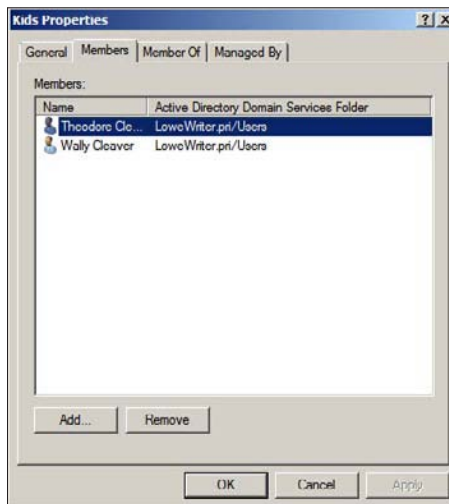 Kids Properties
General Members Member Of Managed By
Members:
Name Active Directory Domain Services Folder
Theodore Cle... LoweWriter.pri/Users
Wally Cleaver LoweWriter.pri/Users
Add... Remove
OK Cancel Apply